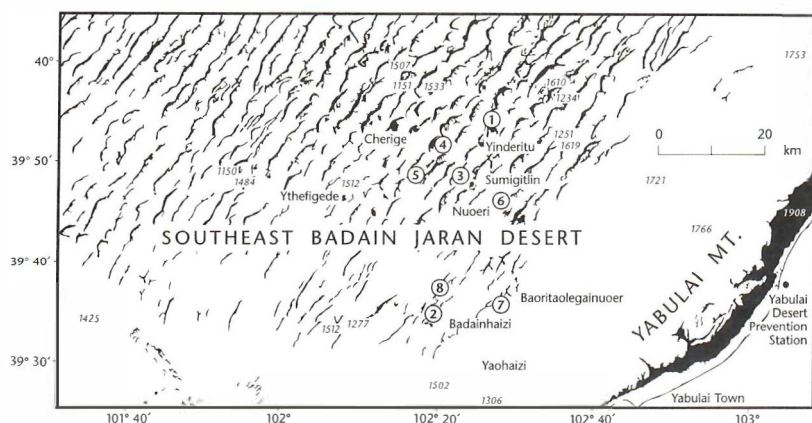 40°
39° 50'
39° 40'
39° 30'
101° 40'
102°
102° 20'
102° 40'
103°
1753
1507
1151
1533
1610
1234
①
Cherige
④
Yinderitu
1251
1619
0 20
km
⑤
③
1150
1484
1512
Sumigitlin
1721
Ythefigede
⑥
Nuoeri
1908
1766
SOUTHEAST BADAIN JARAN DESERT
YABULAI MT.
⑧
Baoritaolegainuoer
⑦
②
Badainhaizi
1425
1512
1277
Yabulai
Desert
Prevention
Station
Yaohaizi
1502
1306
Yabulai Town